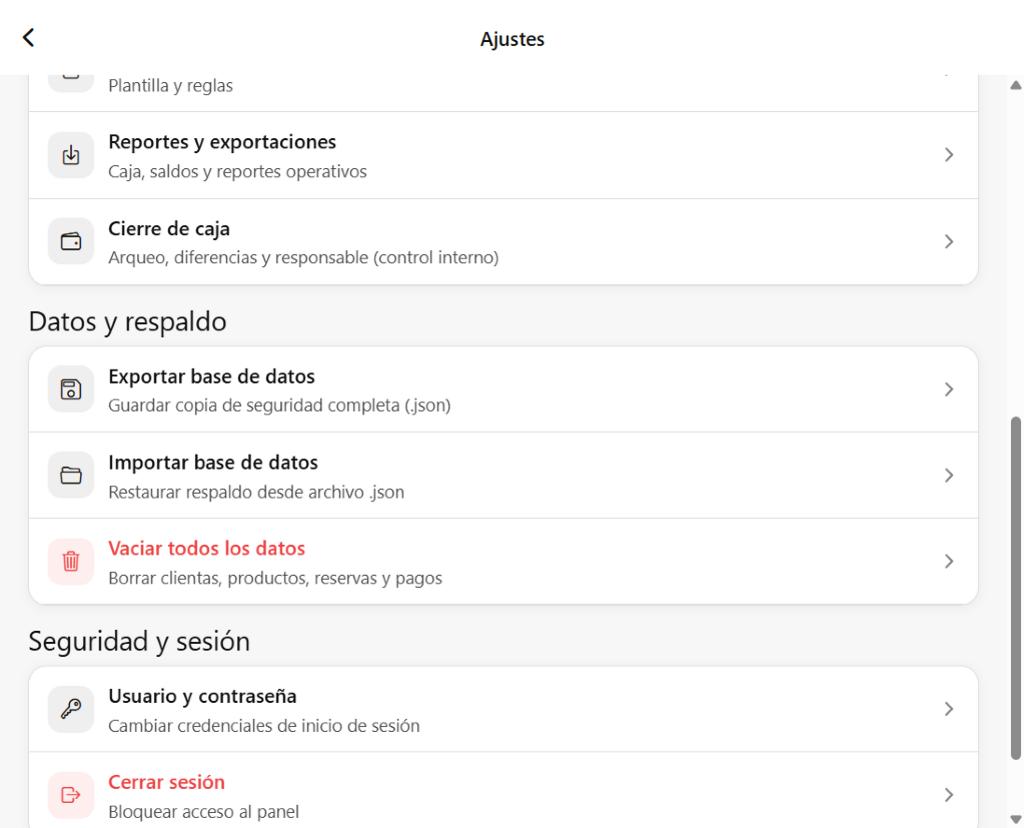 Ajustes
Plantilla y reglas
Reportes y exportaciones
Caja, saldos y reportes operativos
Cierre de caja
Arqueo, diferencias y responsable (control interno)
Datos y respaldo
Exportar base de datos
Guardar copia de seguridad completa (.json)
Importar base de datos
Restaurar respaldo desde archivo .json
Vaciar todos los datos
Borrar clientas, productos, reservas y pagos
Seguridad y sesión
Usuario y contraseña
Cambiar credenciales de inicio de sesión
Cerrar sesión
Bloquear acceso al panel